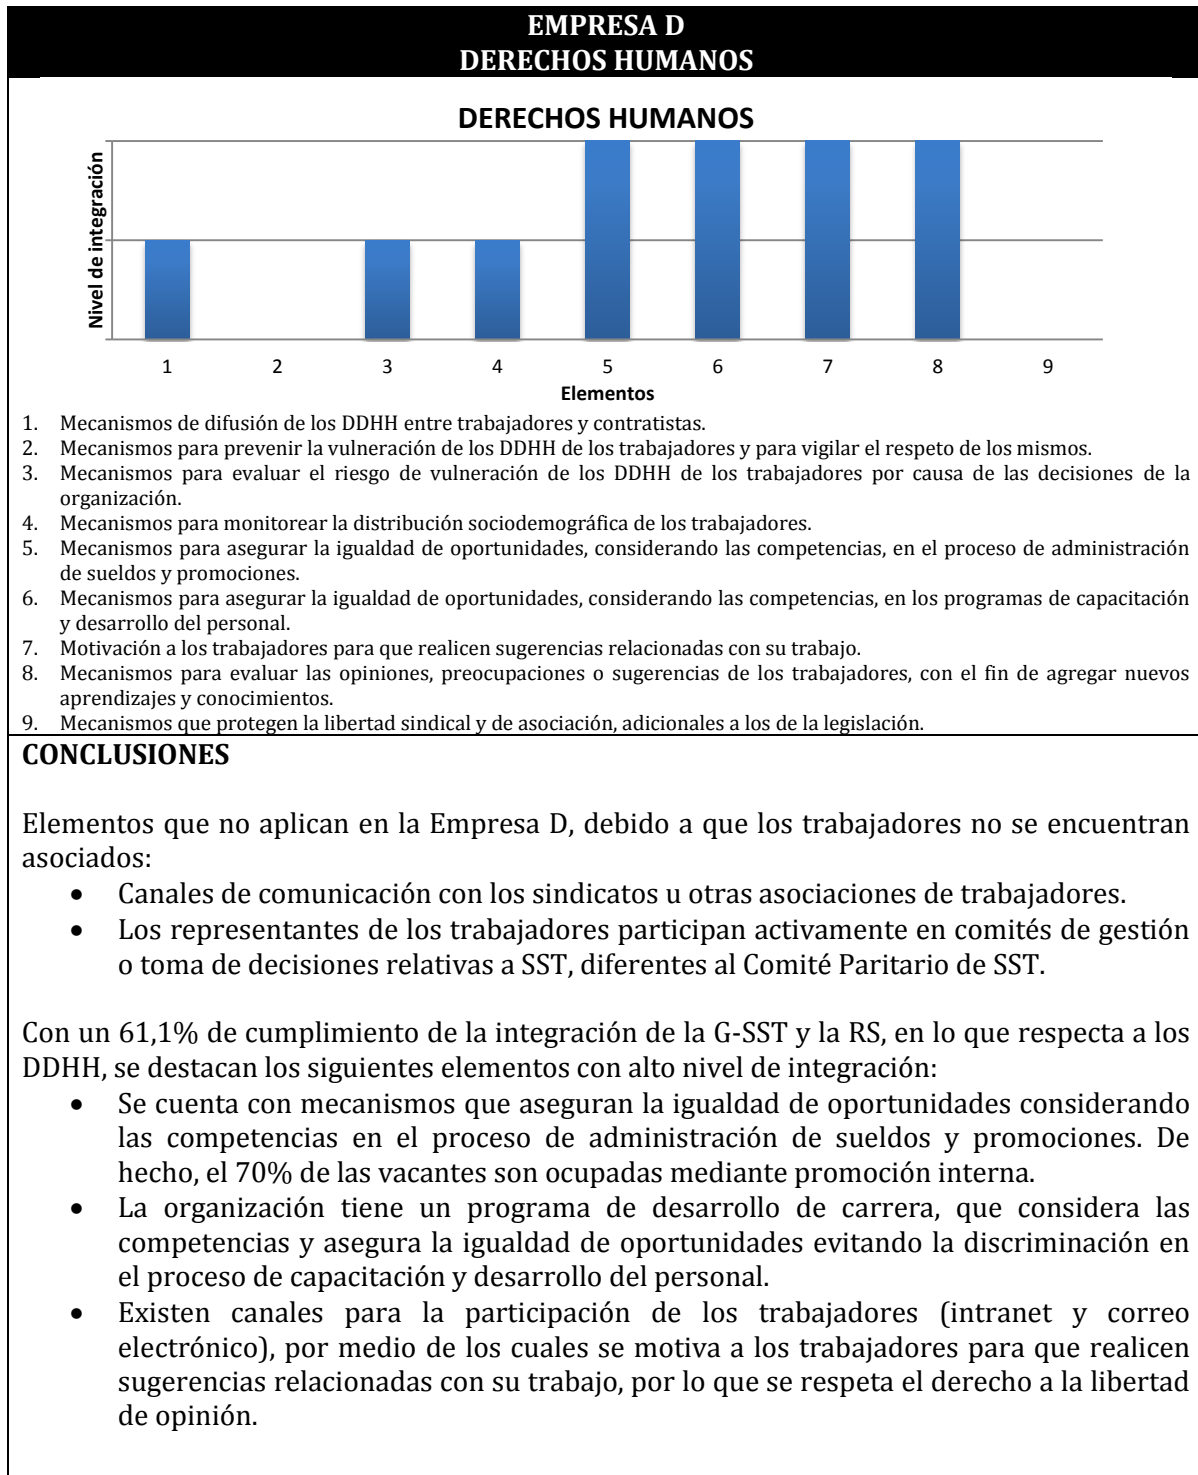 EMPRESA D
DERECHOS HUMANOS
DERECHOS HUMANOS
Nivel de integración
1 2 3 4 5 6 7 8 9
Elementos
1. Mecanismos de difusión de los DDHH entre trabajadores y contratistas.
2. Mecanismos para prevenir la vulneración de los DDHH de los trabajadores y para vigilar el respeto de los mismos.
3. Mecanismos para evaluar el riesgo de vulneración de los DDHH de los trabajadores por causa de las decisiones de la
organización.
4. Mecanismos para monitorear la distribución sociodemográfica de los trabajadores.
5. Mecanismos para asegurar la igualdad de oportunidades, considerando las competencias, en el proceso de administración
de sueldos y promociones.
6. Mecanismos para asegurar la igualdad de oportunidades, considerando las competencias, en los programas de capacitación
y desarrollo del personal.
7. Motivación a los trabajadores para que realicen sugerencias relacionadas con su trabajo.
8. Mecanismos para evaluar las opiniones, preocupaciones o sugerencias de los trabajadores, con el fin de agregar nuevos
aprendizajes y conocimientos.
9. Mecanismos que protegen la libertad sindical y de asociación, adicionales a los de la legislación.
CONCLUSIONES
Elementos que no aplican en la Empresa D, debido a que los trabajadores no se encuentran
asociados:
• Canales de comunicación con los sindicatos u otras asociaciones de trabajadores.
• Los representantes de los trabajadores participan activamente en comités de gestión
o toma de decisiones relativas a SST, diferentes al Comité Paritario de SST.
Con un 61,1% de cumplimiento de la integración de la G-SST y la RS, en lo que respecta a los
DDHH, se destacan los siguientes elementos con alto nivel de integración:
• Se cuenta con mecanismos que aseguran la igualdad de oportunidades considerando
las competencias en el proceso de administración de sueldos y promociones. De
hecho, el 70% de las vacantes son ocupadas mediante promoción interna.
• La organización tiene un programa de desarrollo de carrera, que considera las
competencias y asegura la igualdad de oportunidades evitando la discriminación en
el proceso de capacitación y desarrollo del personal.
• Existen canales para la participación de los trabajadores (intranet y correo
electrónico), por medio de los cuales se motiva a los trabajadores para que realicen
sugerencias relacionadas con su trabajo, por lo que se respeta el derecho a la libertad
de opinión.